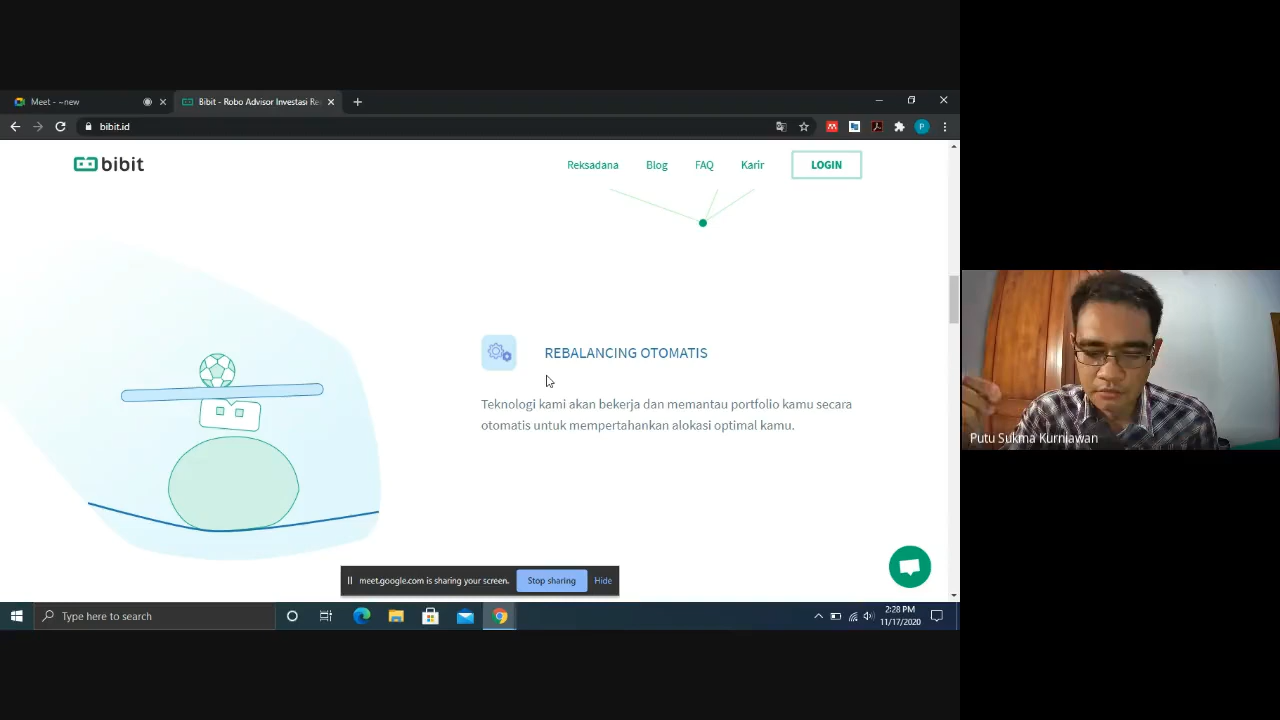 Meet - ~new
Bibit - Robo Advisor Investasi Re
bibit.id
bibit
Reksadana Blog FAQ Karir LOGIN
REBALANCING OTOMATIS
Teknologi kami akan bekerja dan memantau portfolio kamu secara
otomatis untuk mempertahankan alokasi optimal kamu.
Putu Sukma Kurniawan
meet.google.com is sharing your screen. Stop sharing Hide
Type here to search
2:28 PM
11/17/2020